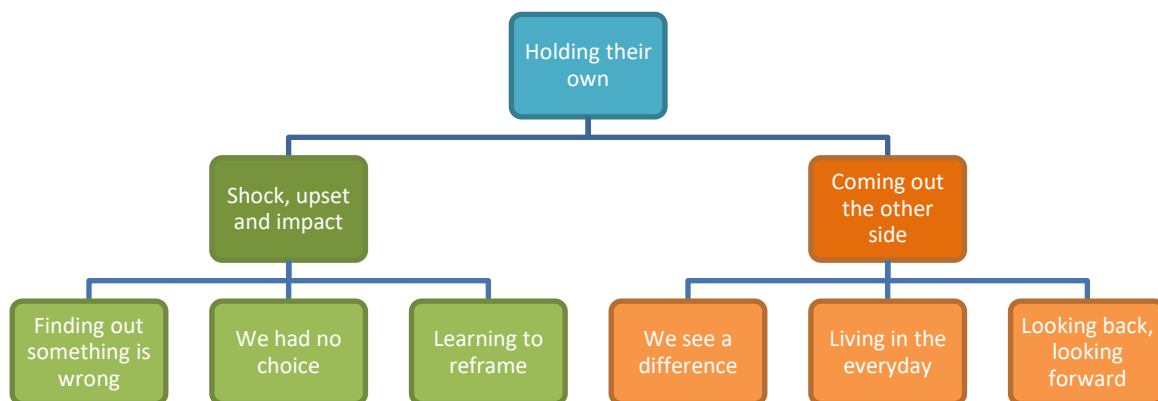 Holding their
own
Shock, upset
and impact
Coming out
the other
side
Finding out
something is
wrong
We had no
choice
Learning to
reframe
We see a
difference
Living in the
everyday
Looking back,
looking
forward